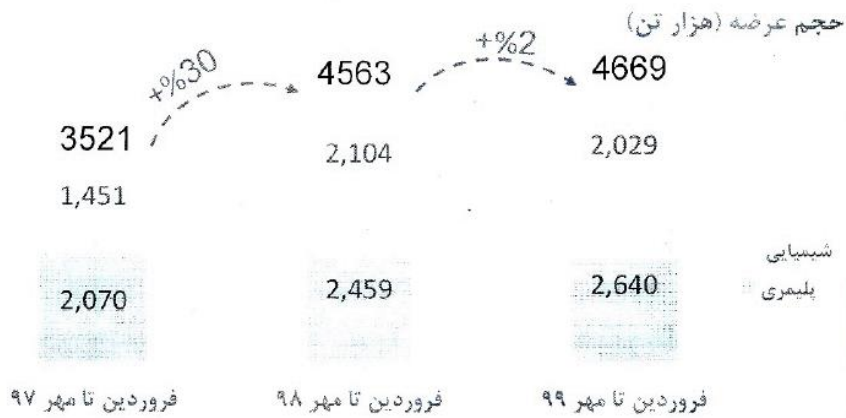 حجم عرضه (هزار تن)
+%30
+%2
3521
4563
4669
1,451
2,104
2,029
شیمیایی
پلیمری
2,070
2,459
2,640
فروردین تا مهر ۹۷
فروردین تا مهر ۹۸
فروردین تا مهر ۹۹